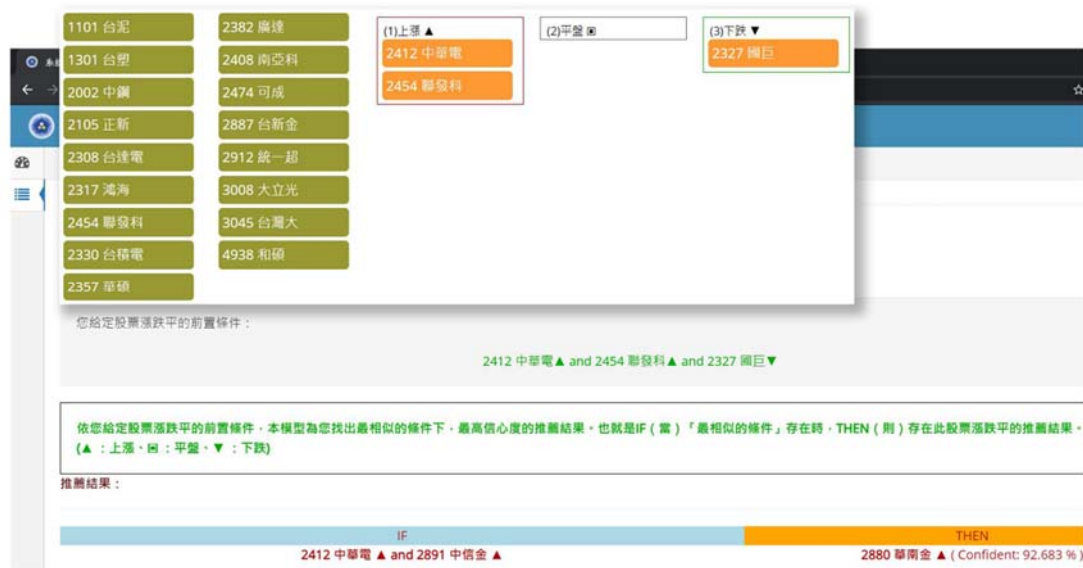 1101 台泥
1301 台塑
2002 中鋼
2105 正新
2308 台達電
2317 鴻海
2454 聯發科
2330 台積電
2357 華碩
2382 廣達
2408 南亞科
2474 可成
2887 台新金
2912 統一超
3008 大立光
3045 台灣大
4938 和碩
(1)上漲 ▲
2412 中華電
2454 聯發科
(2)平盤 ▣
(3)下跌 ▼
2327 國巨
您給定股票漲跌平的前置條件：
2412 中華電▲ and 2454 聯發科▲ and 2327 國巨▼
依您給定股票漲跌平的前置條件，本模型為您找出最相似的條件下，最高信心度的推薦結果。也就是IF（當）「最相似的條件」存在時，THEN（則）存在此股票漲跌平的推薦結果。
(▲ ：上漲、▣ ：平盤、▼ ：下跌)
推薦結果：
IF
THEN
2412 中華電 ▲ and 2891 中信金 ▲
2880 華南金 ▲ ( Confident: 92.683 % )